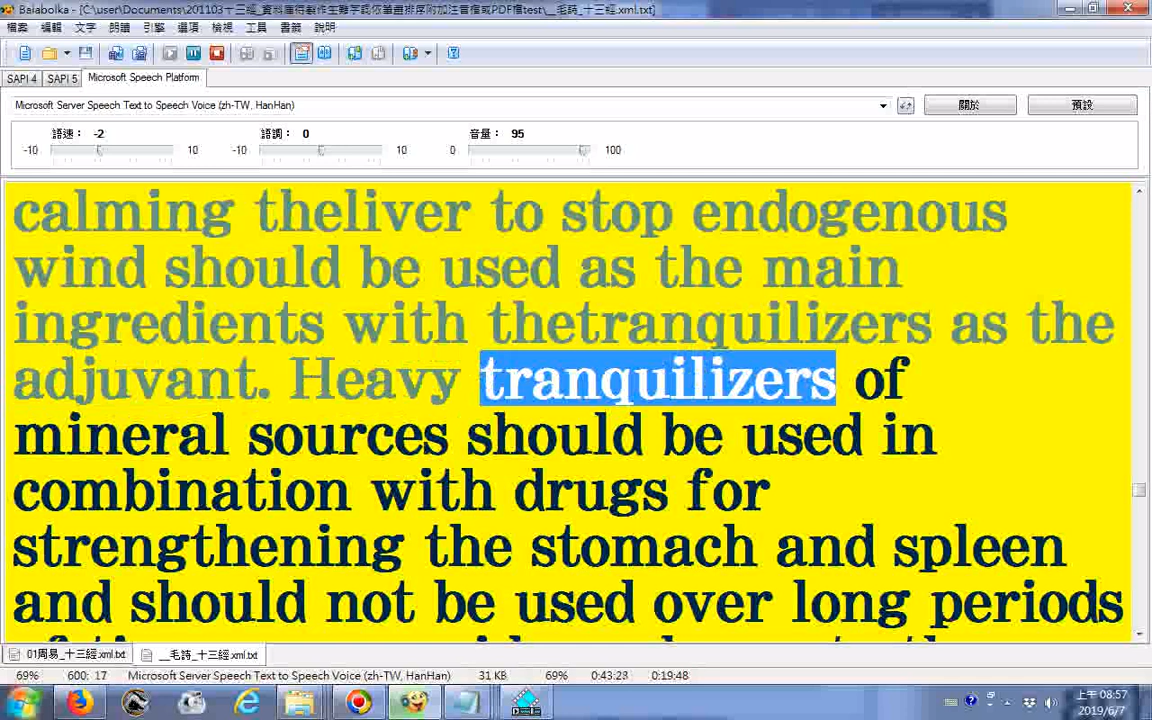 Balabolka - [C:\user\Documents\201103十三經_資料庫待製作生難字詞依筆畫排序附加注音檔或PDF檔test\__毛詩_十三經.xml.txt]
檔案 編輯 文字 朗讀 引擎 選項 檢視 工具 書籤 說明
SAPI 4 SAPI 5 Microsoft Speech Platform
Microsoft Server Speech Text to Speech Voice (zh-TW, HanHan) 關於 預設
語速： -2 語調： 0 音量： 95
-10 10 -10 10 0 100
calming theliver to stop endogenous
wind should be used as the main
ingredients with thetranquilizers as the
adjuvant. Heavy tranquilizers of
mineral sources should be used in
combination with drugs for
strengthening the stomach and spleen
and should not be used over long periods
01周易_十三經.xml.txt __毛詩_十三經.xml.txt
69% 600: 17 Microsoft Server Speech Text to Speech Voice (zh-TW, HanHan) 31 KB 69% 0:43:23 0:19:48
上午 08:57
2019/6/7